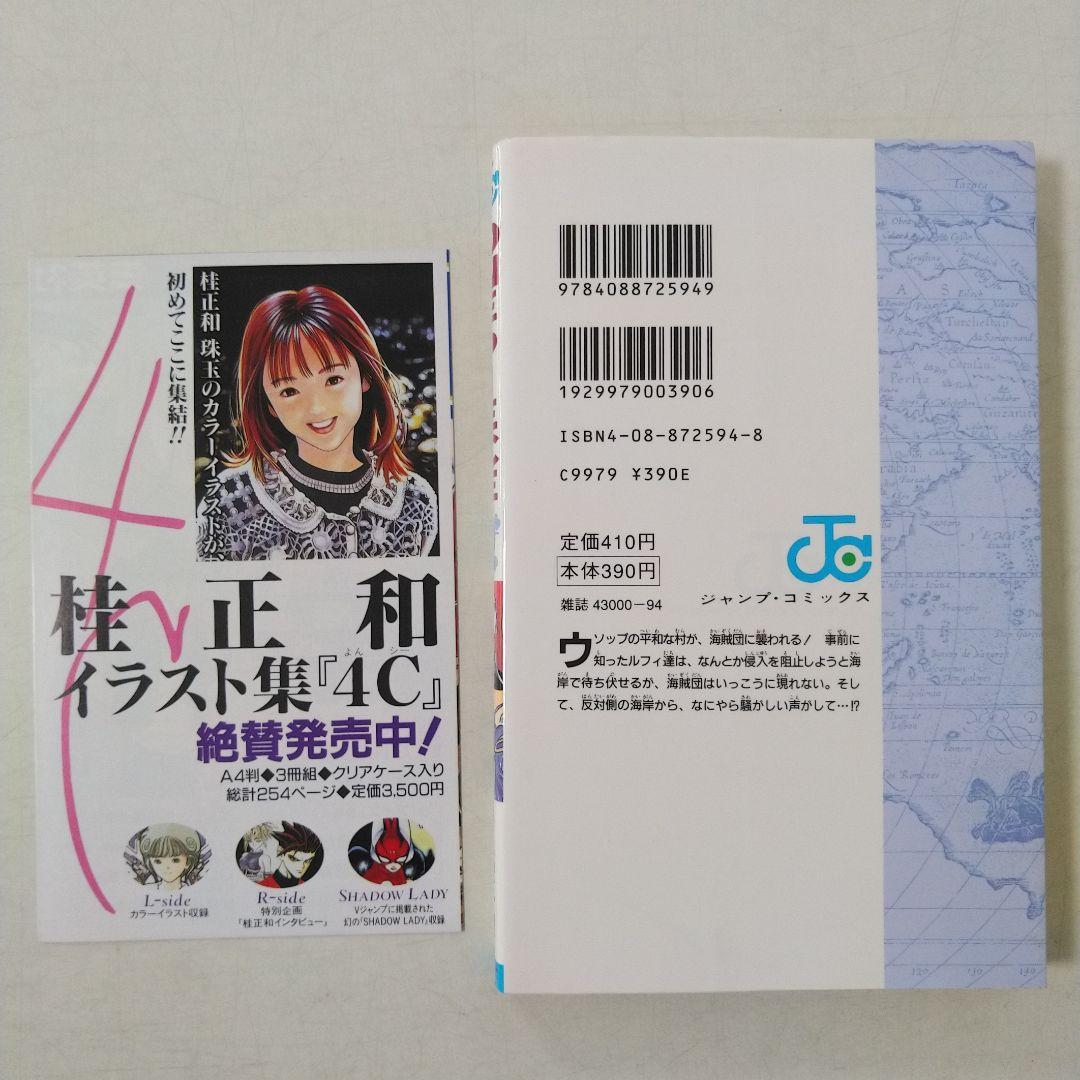 桂正和 珠玉のカラーイラストが、
初めてここに集結!!
桂正和
イラスト集『4C』
よん シー
絶賛発売中!
A4判◆3冊組◆クリアケース入り
総計254ページ◆定価3,500円
L-side
カラーイラスト収録
R-side
特別企画
「桂正和インタビュー」
SHADOW LADY
Vジャンプに掲載された
幻の「SHADOW LADY」収録
9784088725949
1929979003906
ISBN4-08-872594-8
C9979 ¥390E
定価410円
本体390円
雑誌 43000-94
ジャンプ・コミックス
ウソップの平和な村が、海賊団に襲われる! 事前に
知ったルフィ達は、なんとか侵入を阻止しようと海
岸で待ち伏せるが、海賊団はいっこうに現れない。そし
て、反対側の海岸から、なにやら騒がしい声がして…!?
Tazora
120 125 130